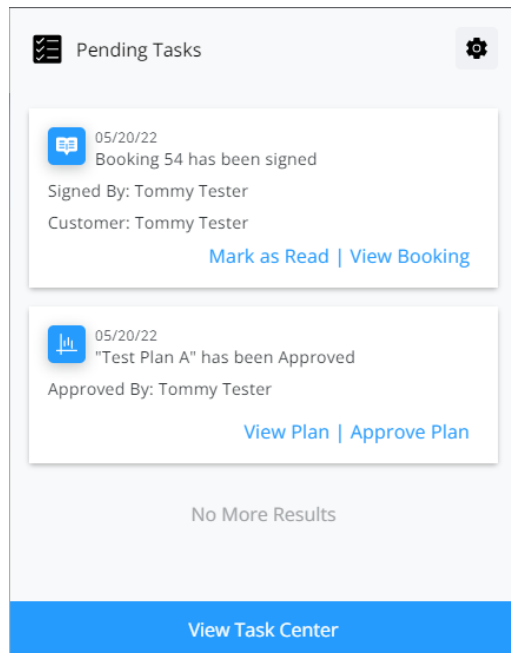 Pending Tasks
05/20/22
Booking 54 has been signed
Signed By: Tommy Tester
Customer: Tommy Tester
Mark as Read | View Booking
05/20/22
"Test Plan A" has been Approved
Approved By: Tommy Tester
View Plan | Approve Plan
No More Results
View Task Center